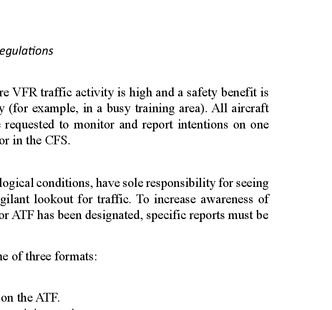 egulations
re VFR traffic activity is high and a safety benefit is
y (for example, in a busy training area). All aircraft
requested to monitor and report intentions on one
or in the CFS.
logical conditions, have sole responsibility for seeing
gilant lookout for traffic. To increase awareness of
or ATF has been designated, specific reports must be
ne of three formats:
on the ATF.